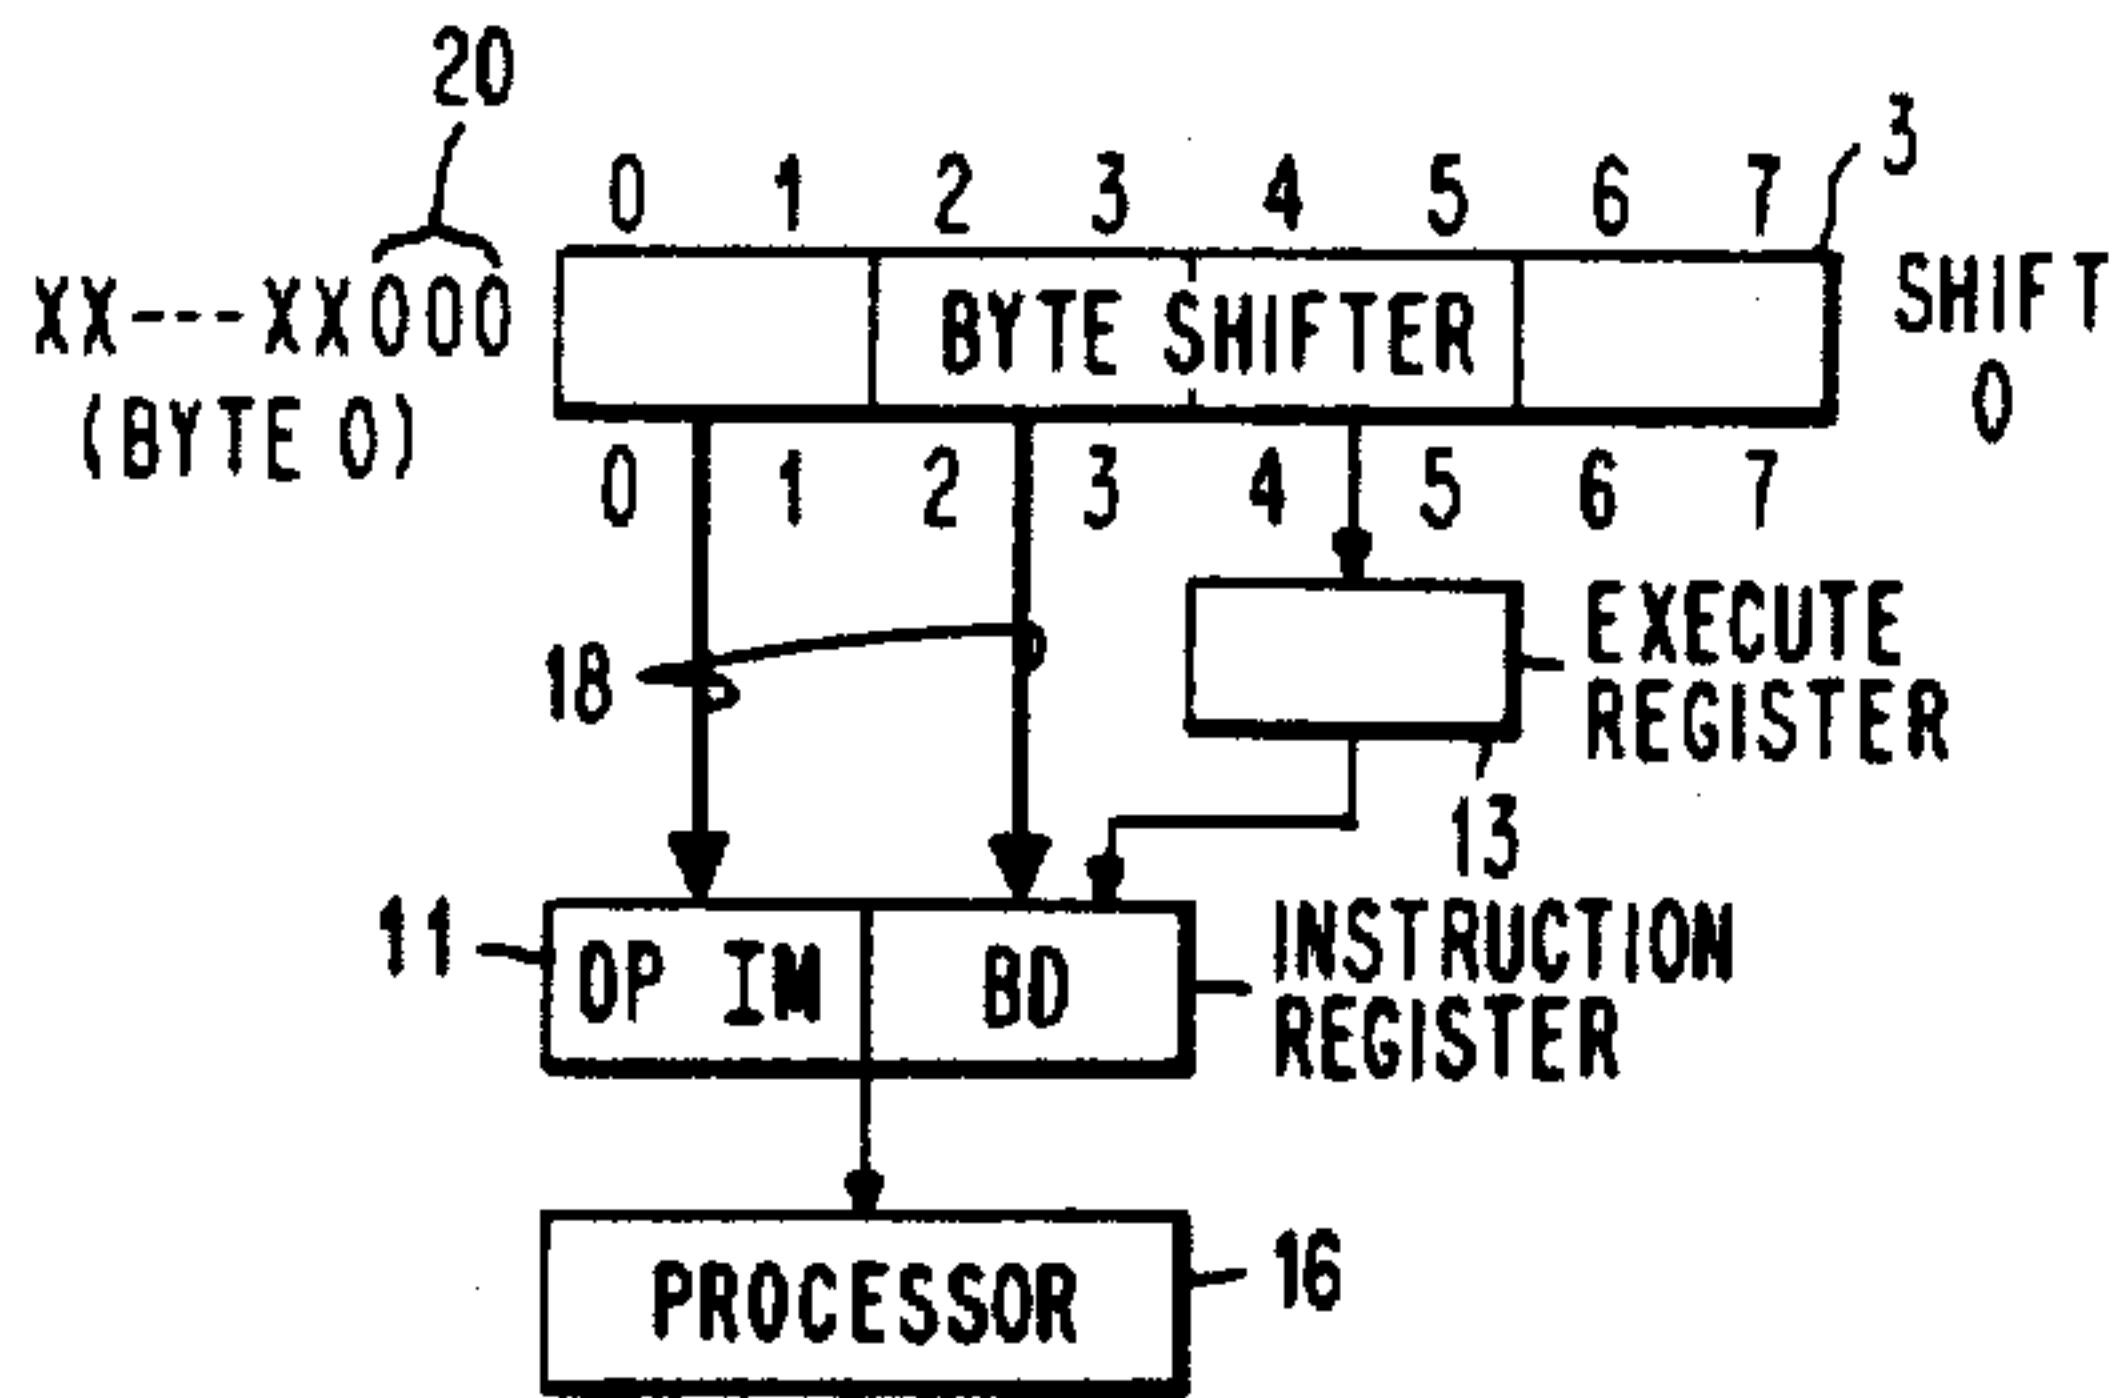 20
3
0 1 2 3 4 5 6 7
XX---XX000
BYTE SHIFTER
SHIFT
0
(BYTE 0)
0 1 2 3 4 5 6 7
18
EXECUTE
REGISTER
13
11
OP IM
BD
INSTRUCTION
REGISTER
PROCESSOR
16